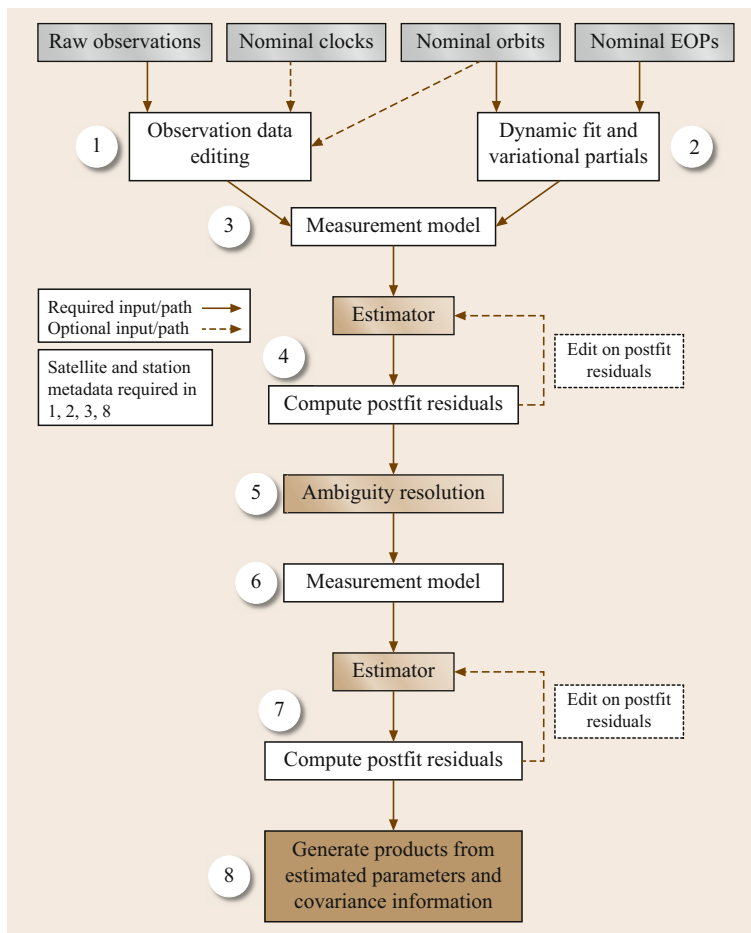 Raw observations
Nominal clocks
Nominal orbits
Nominal EOPs
1
Observation data
editing
Dynamic fit and
variational partials
2
3
Measurement model
Required input/path
Optional input/path
Satellite and station
metadata required in
1, 2, 3, 8
Estimator
4
Edit on postfit
residuals
Compute postfit residuals
5
Ambiguity resolution
6
Measurement model
Estimator
7
Edit on postfit
residuals
Compute postfit residuals
8
Generate products from
estimated parameters and
covariance information